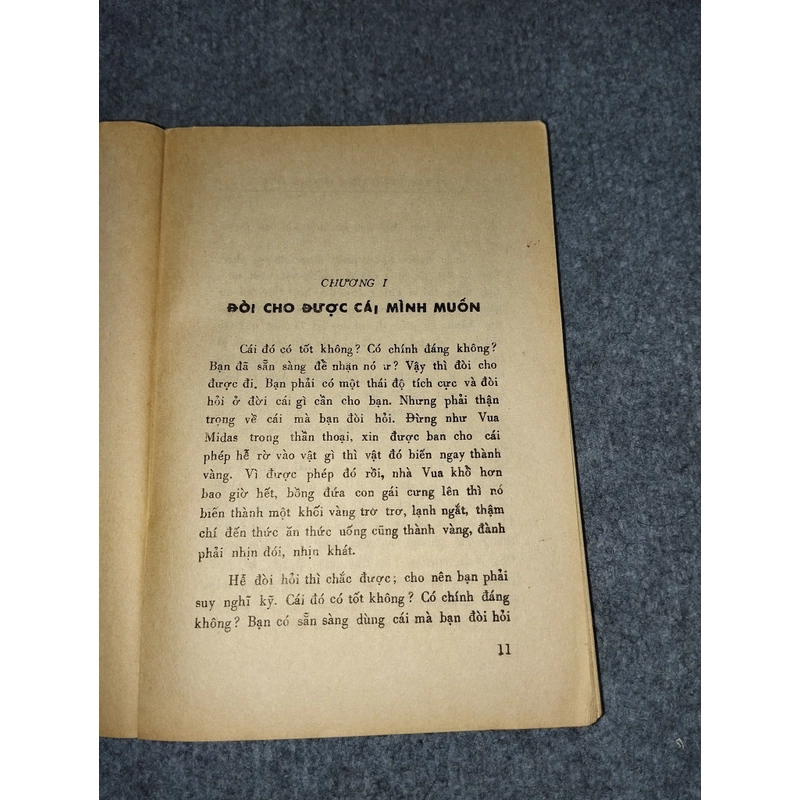 CHƯƠNG I
ĐÒI CHO ĐƯỢC CÁI MÌNH MUỐN
Cái đó có tốt không? Có chính đáng không?
Bạn đã sẵn sàng để nhận nó ư? Vậy thì đòi cho
được đi. Bạn phải có một thái độ tích cực và đòi
hỏi ở đời cái gì cần cho bạn. Nhưng phải thận
trọng về cái mà bạn đòi hỏi. Đừng như Vua
Midas trong thần thoại, xin được ban cho cái
phép hễ rờ vào vật gì thì vật đó biến ngay thành
vàng. Vì được phép đó rồi, nhà Vua khổ hơn
bao giờ hết, bồng đứa con gái cưng lên thì nó
biến thành một khối vàng trơ trơ, lạnh ngắt, thậm
chí đến thức ăn thức uống cũng thành vàng, đành
phải nhịn đói, nhịn khát.
Hễ đòi hỏi thì chắc được; cho nên bạn phải
suy nghĩ kỹ. Cái đó có tốt không? Có chính đáng
không? Bạn có sẵn sàng dùng cái mà bạn đòi hỏi
11